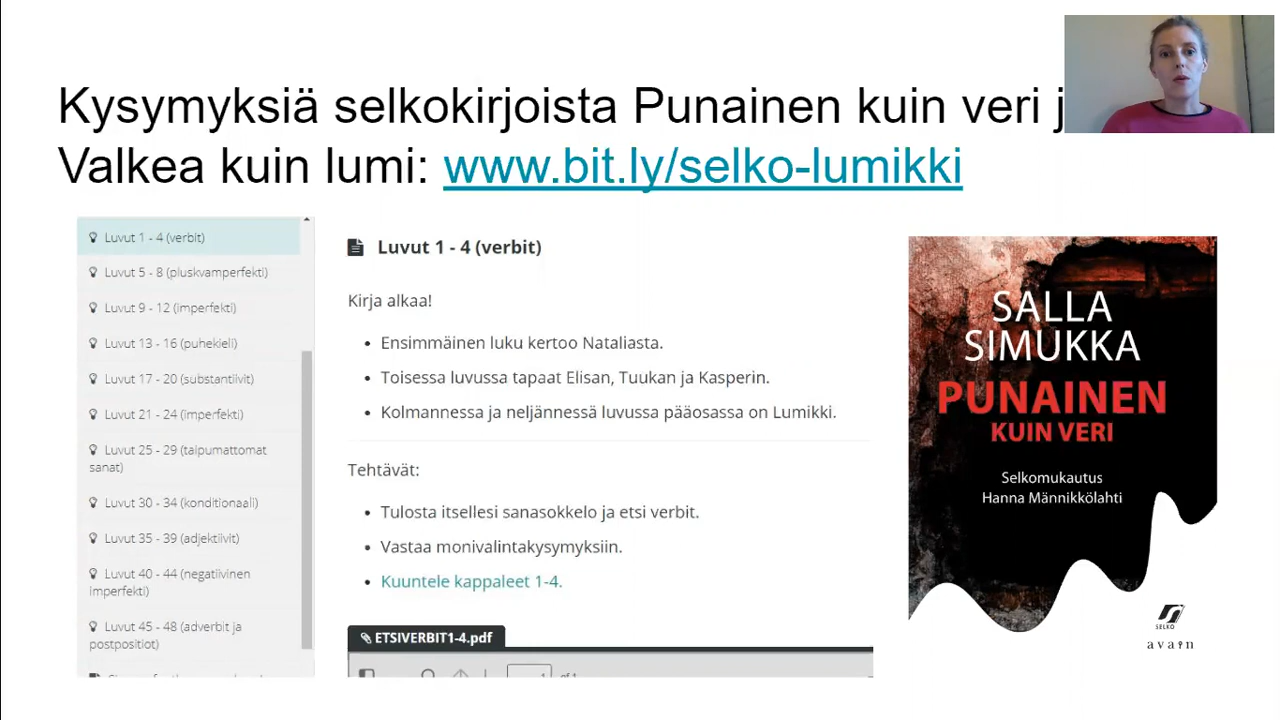 Kysymyksiä selkokirjoista Punainen kuin veri j
Valkea kuin lumi: www.bit.ly/selko-lumikki
Luvut 1 - 4 (verbit)
Luvut 5 - 8 (pluskvamperfekti)
Luvut 9 - 12 (imperfekti)
Luvut 13 - 16 (puhekieli)
Luvut 17 - 20 (substantiivit)
Luvut 21 - 24 (imperfekti)
Luvut 25 - 29 (taipumattomat
sanat)
Luvut 30 - 34 (konditionaali)
Luvut 35 - 39 (adjektiivit)
Luvut 40 - 44 (negatiivinen
imperfekti)
Luvut 45 - 48 (adverbit ja
postpositiot)
Luvut 1 - 4 (verbit)
Kirja alkaa!
• Ensimmäinen luku kertoo Nataliasta.
• Toisessa luvussa tapaat Elisan, Tuukan ja Kasperin.
• Kolmannessa ja neljännessä luvussa pääosassa on Lumikki.
Tehtävät:
• Tulosta itsellesi sanasokkelo ja etsi verbit.
• Vastaa monivalintakysymyksiin.
• Kuuntele kappaleet 1-4.
ETSIVERBIT1-4.pdf
1 of 1
SALLA
SIMUKKA
PUNAINEN
KUIN VERI
Selkomukautus
Hanna Männikkölahti
SELKO
avain